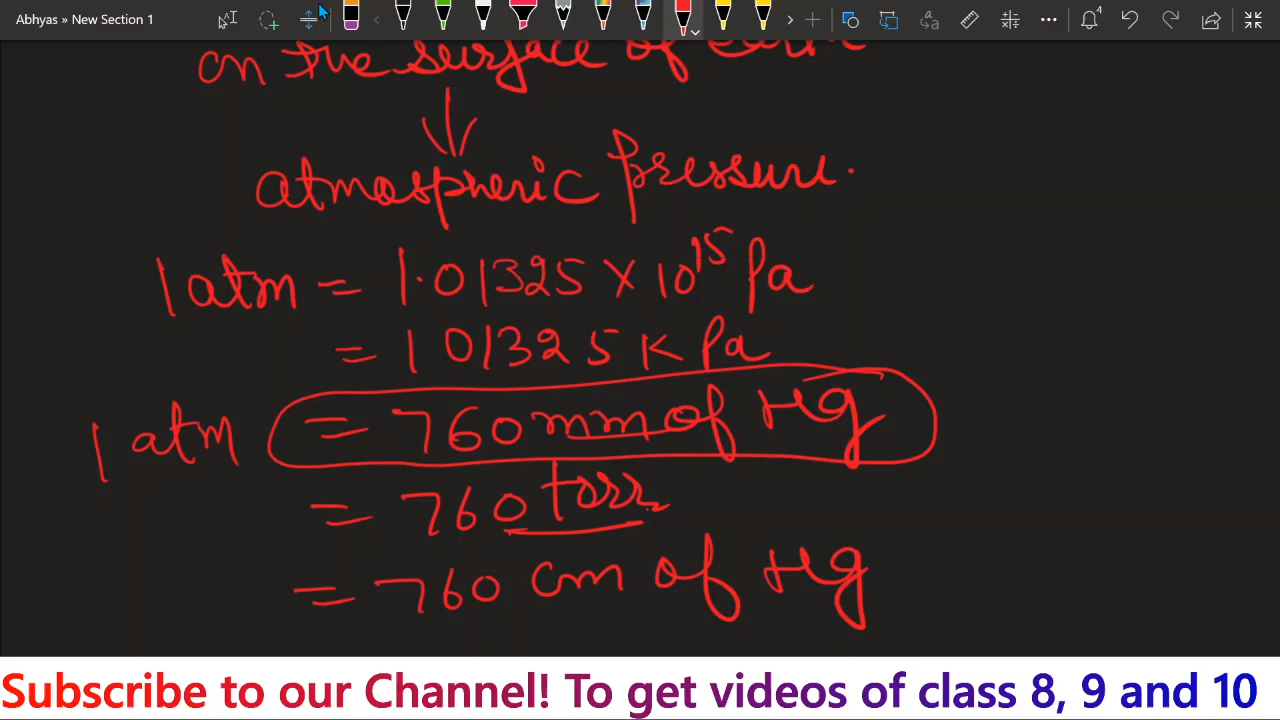 Abhyas » New Section 1
on the surface of
atmospheric pressure.
1 atm = 1.01325 × 10¹⁵ Pa
= 101325 K Pa
1 atm = 760 mm of Hg
= 760 torr
= 760 cm of Hg
Subscribe to our Channel! To get videos of class 8, 9 and 10